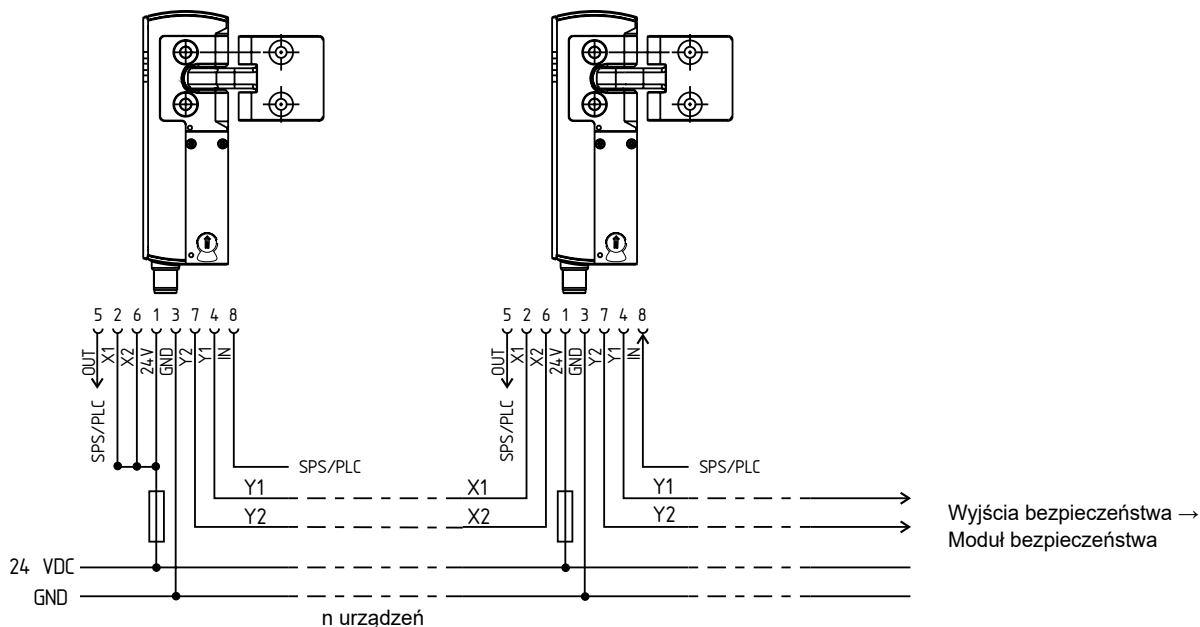 5 2 6 1 3 7 4 8
5 2 6 1 3 7 4 8
OUT
X1
X2
24V
GND
Y2
Y1
IN
OUT
X1
X2
24V
GND
Y2
Y1
IN
SPS/PLC
SPS/PLC
SPS/PLC
SPS/PLC
Y1
X1
Y1
Y2
X2
Y2
Wyjścia bezpieczeństwa →
Moduł bezpieczeństwa
24 VDC
GND
n urządzeń